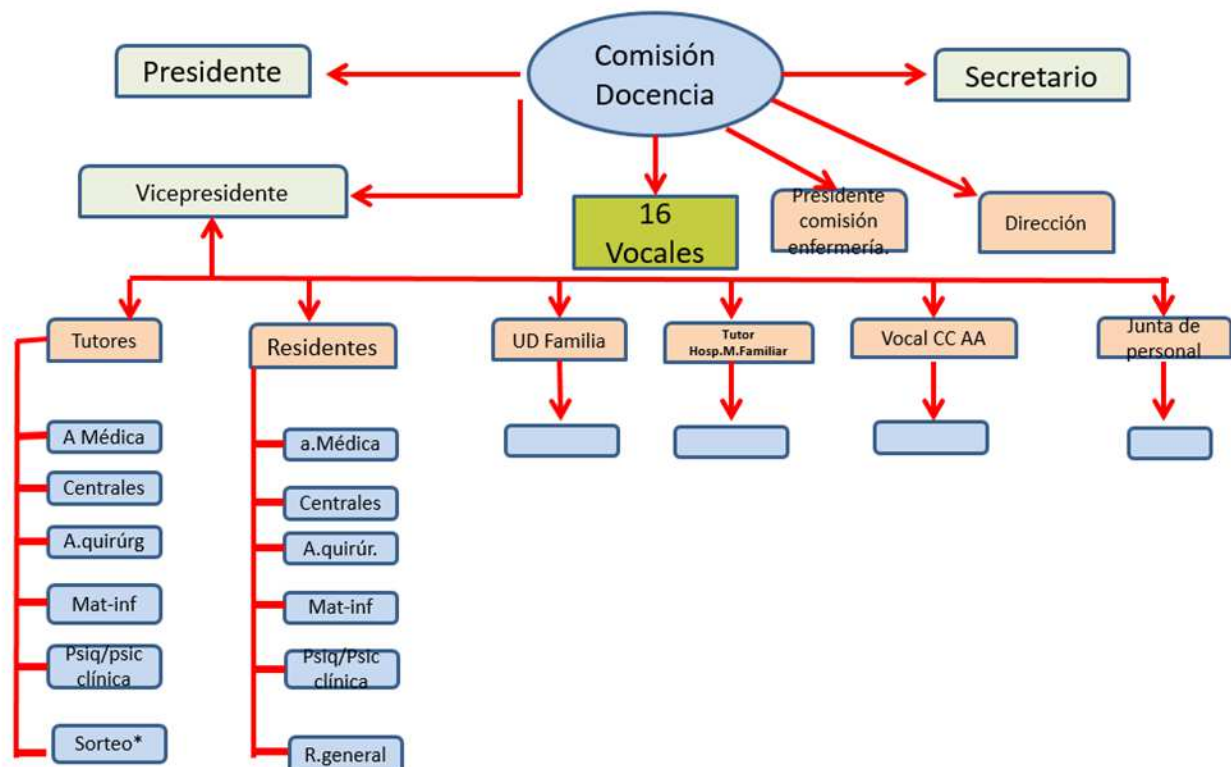 Comisión
Docencia
Presidente
Secretario
Vicepresidente
16
Vocales
Presidente
comisión
enfermería.
Dirección
Tutores
Residentes
UD Familia
Tutor
Hosp.M.Familiar
Vocal CC AA
Junta de
personal
A Médica
Centrales
A.quirúrg
Mat-inf
Psiq/psic
clínica
Sorteo*
a.Médica
Centrales
A.quirúr.
Mat-inf
Psiq/Psic
clínica
R.general